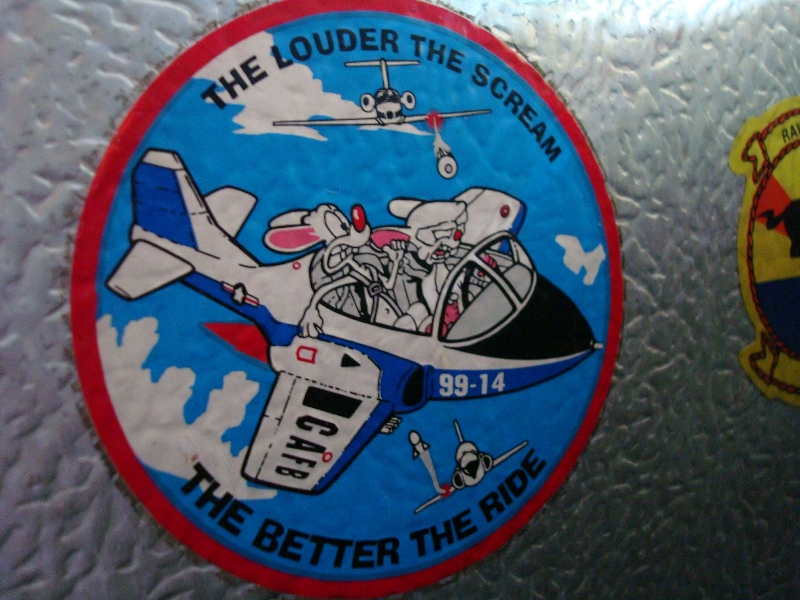 THE LOUDER THE SCREAM
99-14
CAFB
THE BETTER THE RIDE